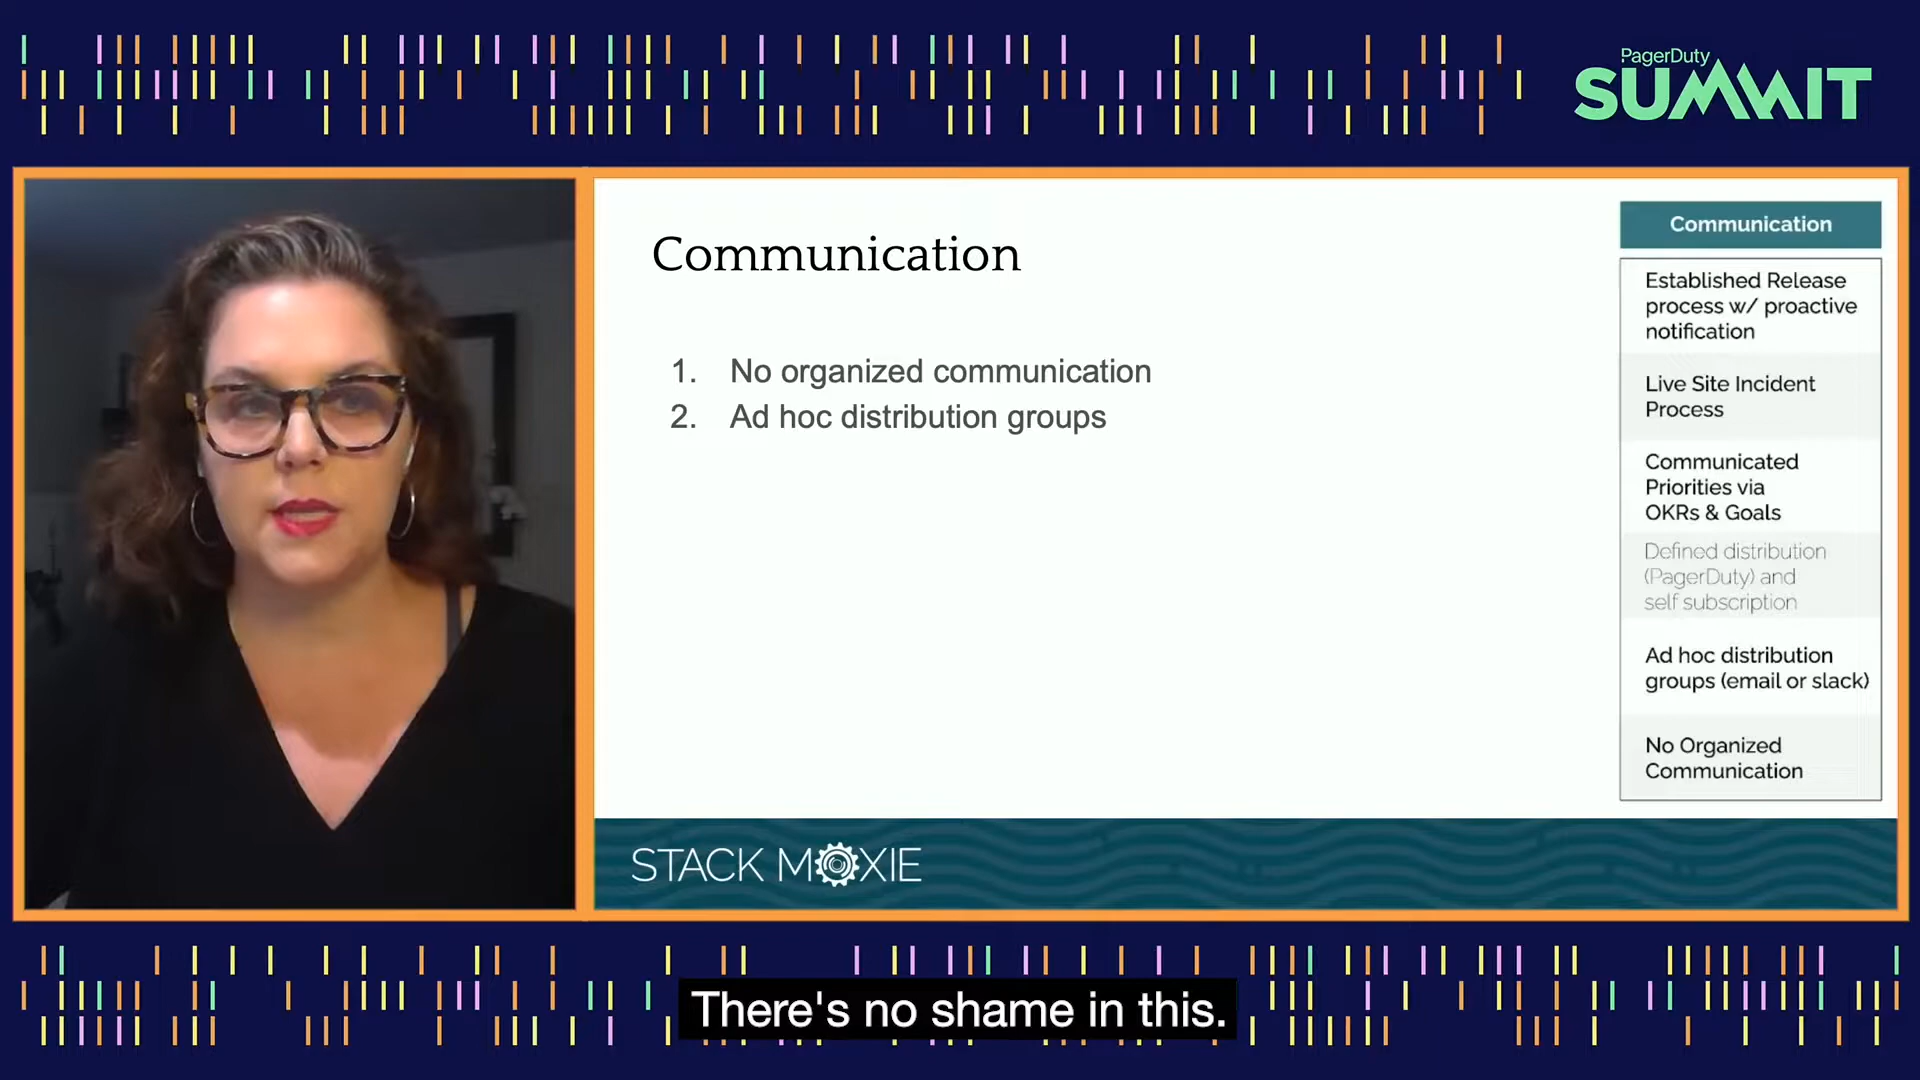 PagerDuty
SUMMIT
Communication
1. No organized communication
2. Ad hoc distribution groups
Communication
Established Release
process w/ proactive
notification
Live Site Incident
Process
Communicated
Priorities via
OKRs & Goals
Defined distribution
(PagerDuty) and
self subscription
Ad hoc distribution
groups (email or slack)
No Organized
Communication
STACK MOXIE
There's no shame in this.